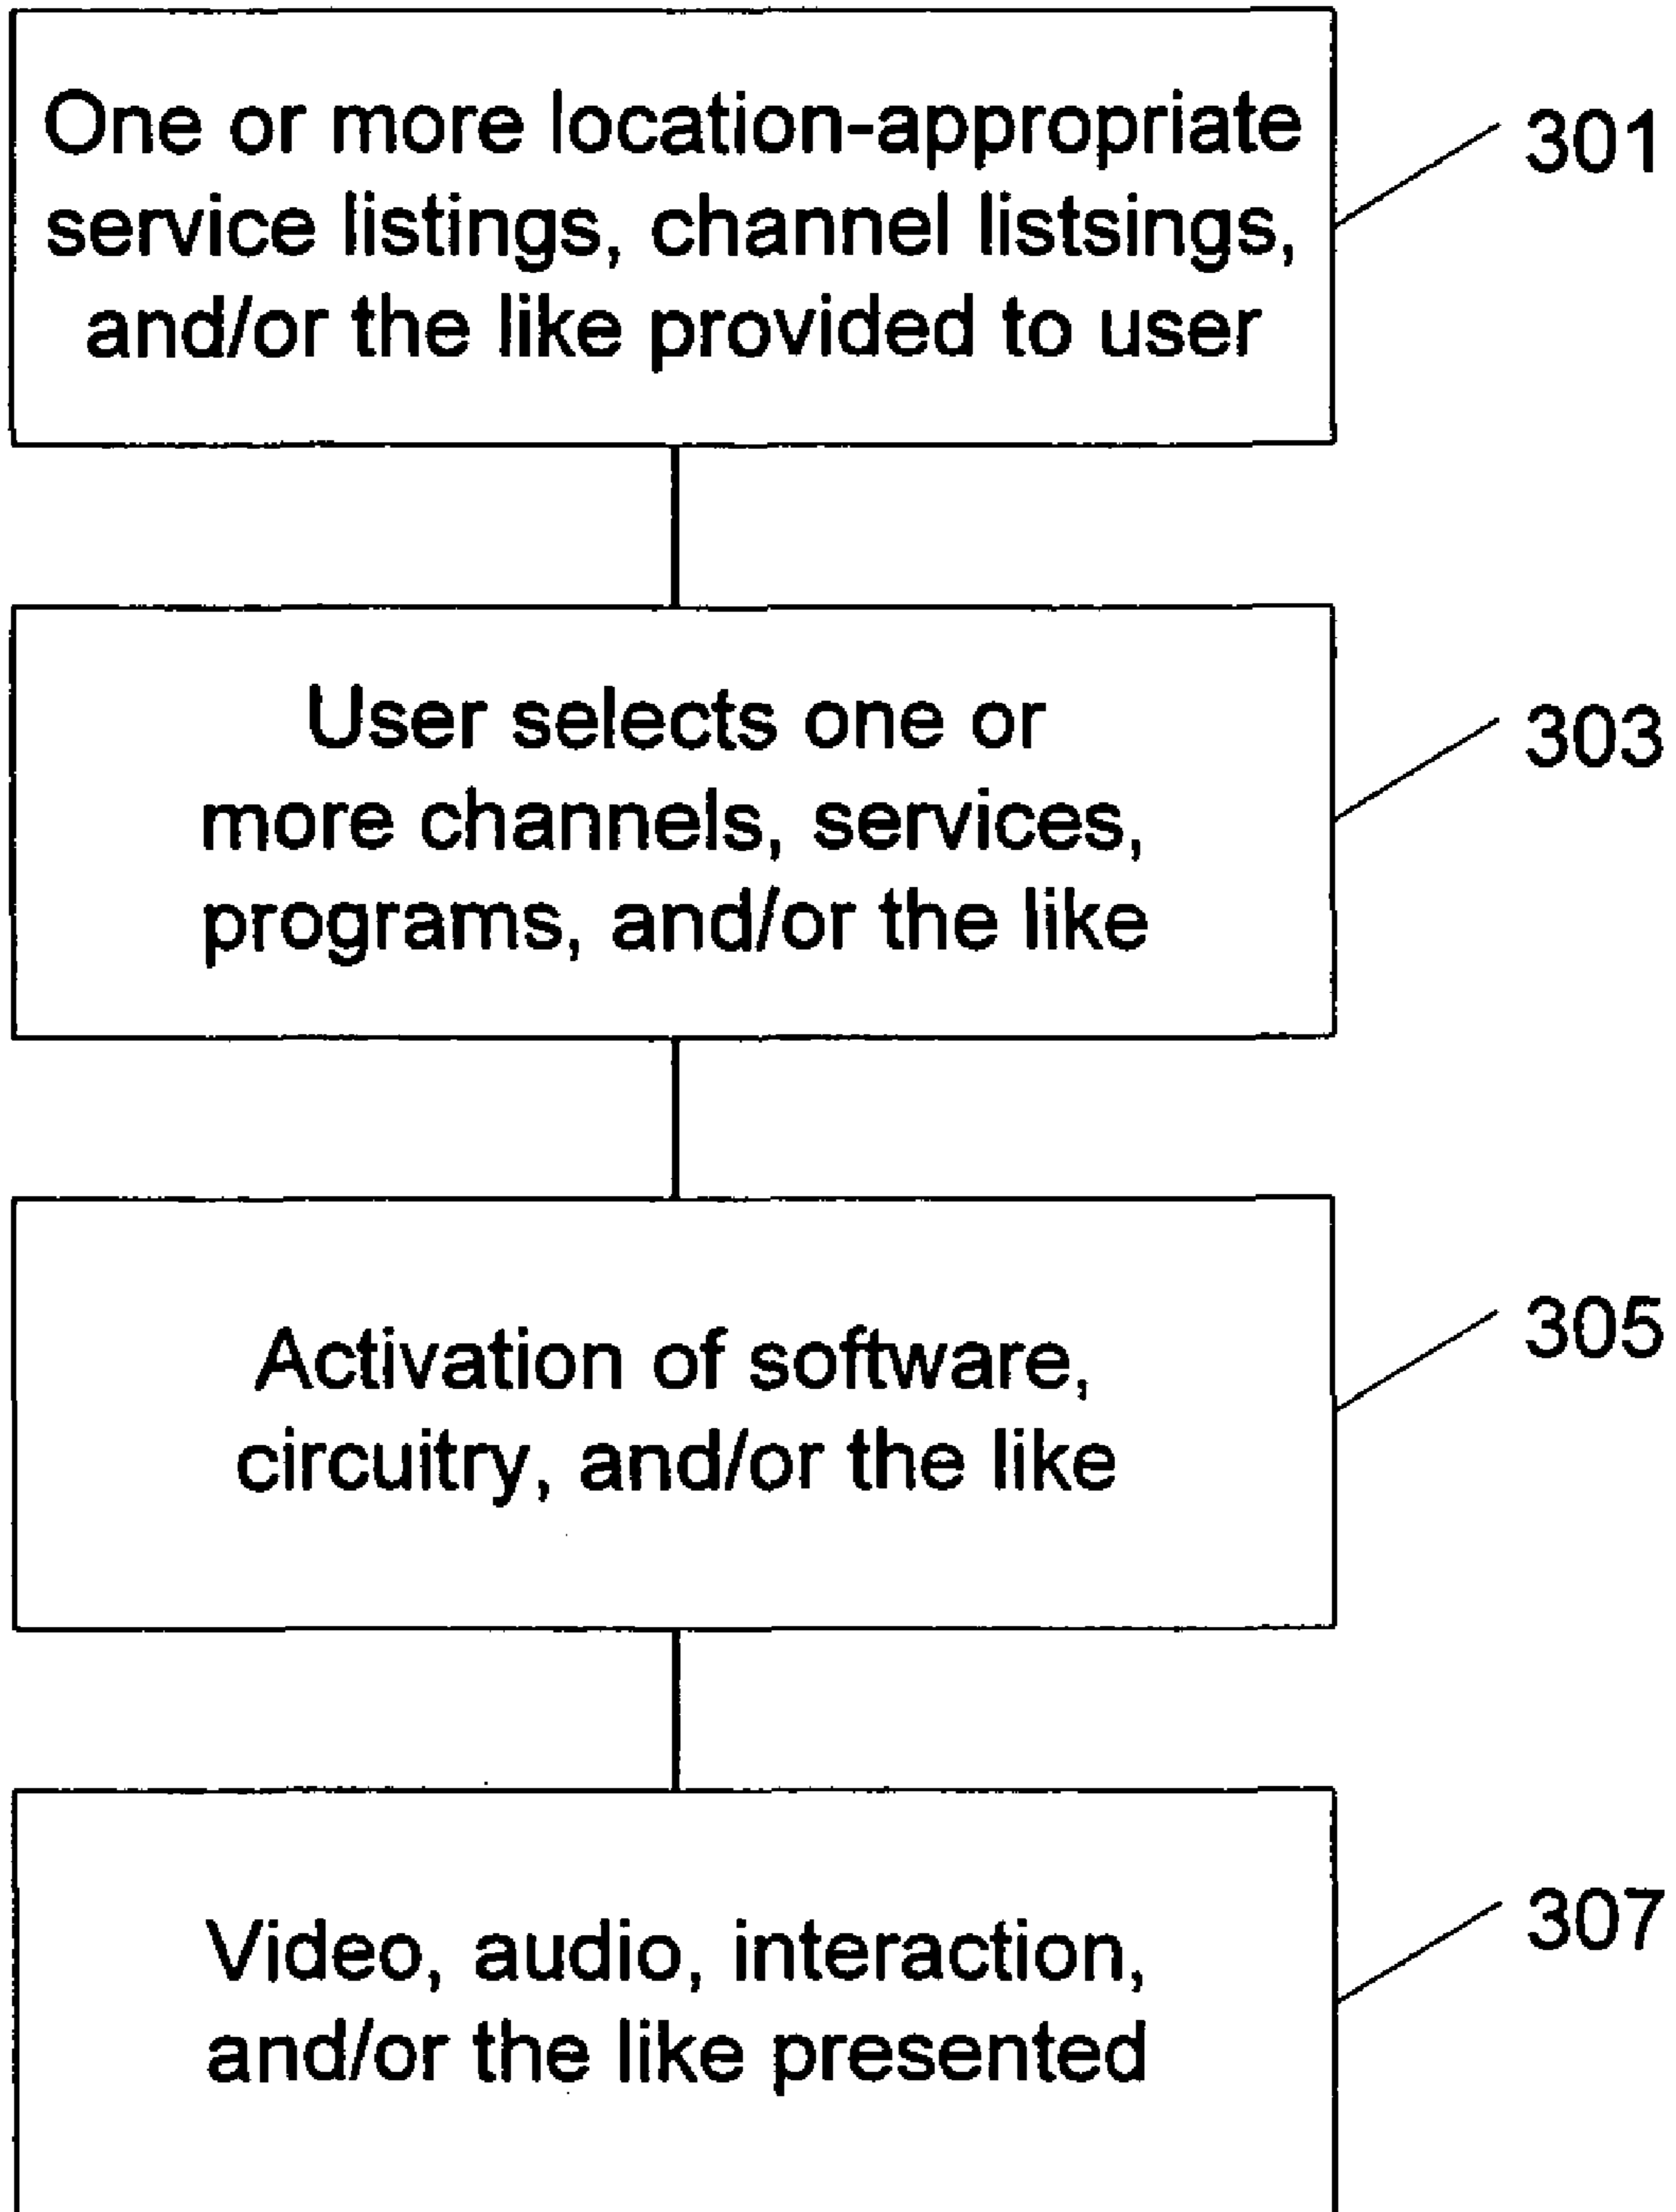 One or more location-appropriate
service listings, channel listsings,
and/or the like provided to user
301
User selects one or
more channels, services,
programs, and/or the like
303
Activation of software,
circuitry, and/or the like
305
Video, audio, interaction,
and/or the like presented
307